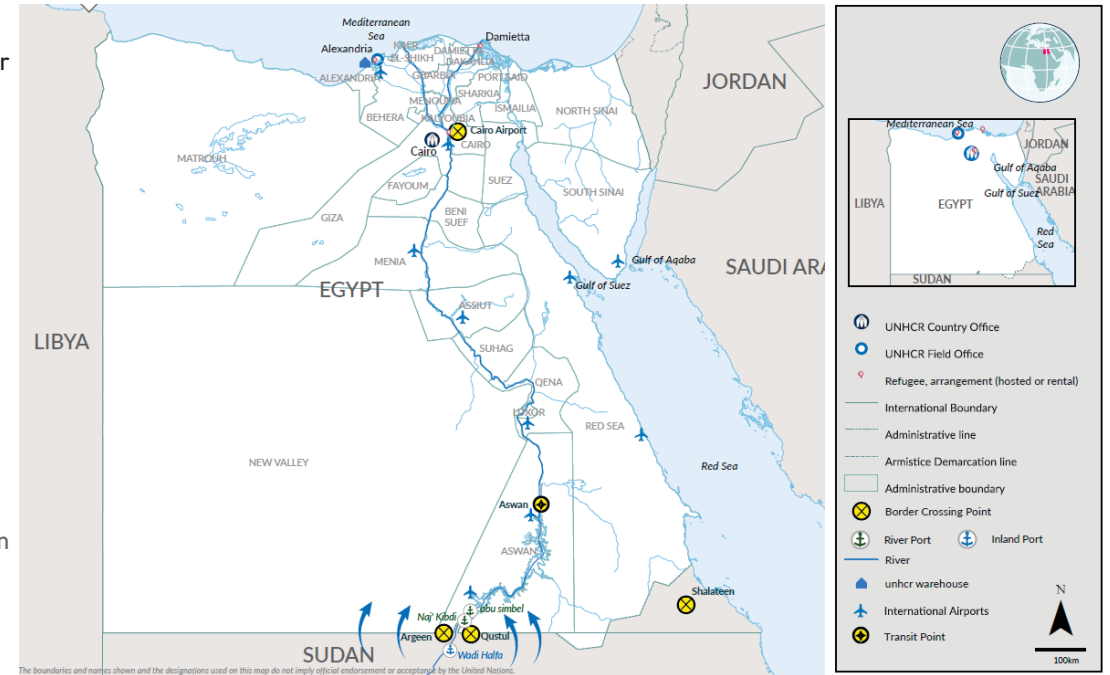 r
n
Mediterranean
Sea
Alexandria
Damietta
KAFR
EL-SHIKH
DAMIETTA
DAKAHLIA
ALEXANDRIA
GHARBIA
PORT SAID
SHARKIA
MENOUFIA
ISMAILIA
NORTH SINAI
BEHERA
KALYOUBIA
Cairo Airport
Cairo
CAIRO
JORDAN
MATROUH
FAYOUM
SUEZ
SOUTH SINAI
GIZA
BENI
SUEF
MENIA
Gulf of Aqaba
SAUDI ARA
Gulf of Suez
EGYPT
ASSIUT
LIBYA
SUHAG
QENA
LUXOR
RED SEA
NEW VALLEY
Red Sea
Aswan
ASWAN
Shalateen
abu simbel
Naj' Kibdi
Argeen
Qustul
SUDAN
Wadi Halfa
The boundaries and names shown and the designations used on this map do not imply official endorsement or acceptance by the United Nations.
Mediterranean Sea
JORDAN
Gulf of Aqaba
SAUDI
ARABIA
Gulf of Suez
LIBYA
EGYPT
Red
Sea
SUDAN
UNHCR Country Office
UNHCR Field Office
Refugee, arrangement (hosted or rental)
International Boundary
Administrative line
Armistice Demarcation line
Administrative boundary
Border Crossing Point
River Port
Inland Port
River
unhcr warehouse
International Airports
Transit Point
N
100km